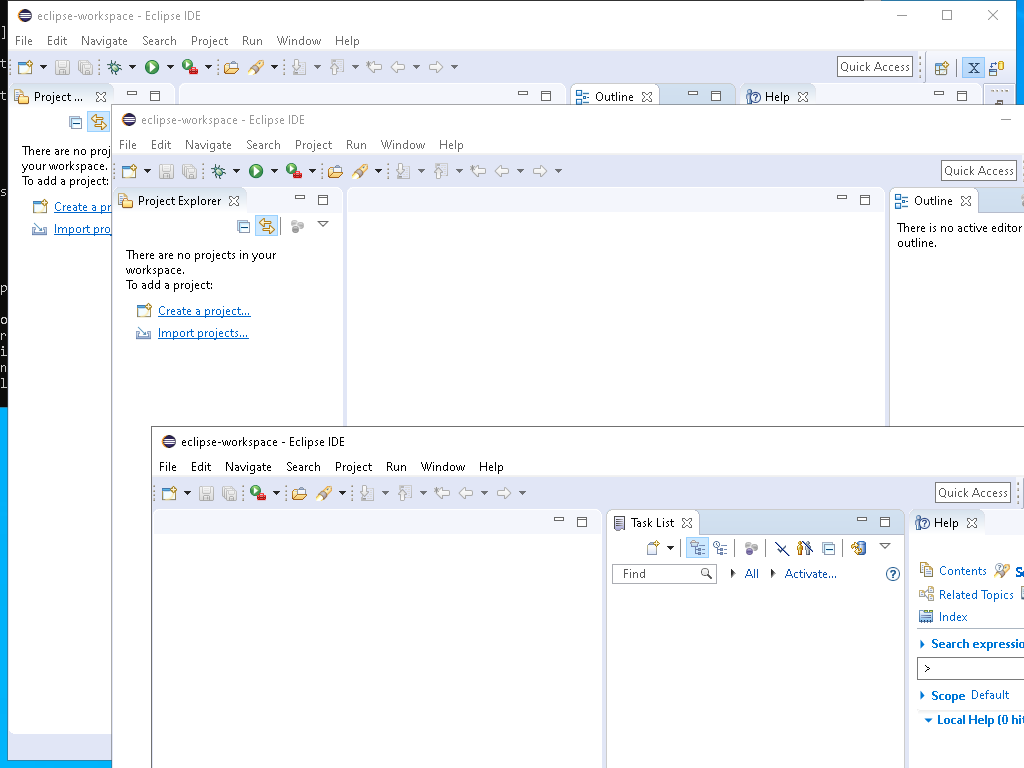 eclipse-workspace - Eclipse IDE
File Edit Navigate Search Project Run Window Help
Quick Access
Project ...
Outline
Help
There are no proj
your workspace.
To add a project:
Create a pr
Import pro
eclipse-workspace - Eclipse IDE
File Edit Navigate Search Project Run Window Help
Quick Access
Project Explorer
Outline
There are no projects in your
workspace.
To add a project:
Create a project...
Import projects...
There is no active editor
outline.
eclipse-workspace - Eclipse IDE
File Edit Navigate Search Project Run Window Help
Quick Access
Task List
Find
All
Activate...
Help
Contents
Related Topics
Index
Search expressio
>
Scope Default
Local Help (0 hit